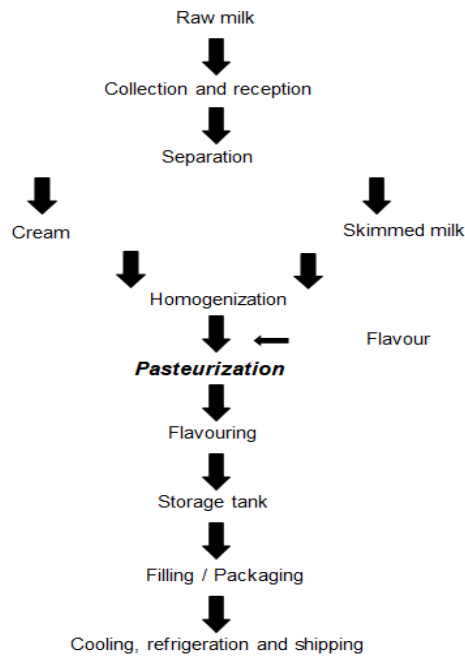 Raw milk
Collection and reception
Separation
Cream
Skimmed milk
Homogenization
Flavour
Pasteurization
Flavouring
Storage tank
Filling / Packaging
Cooling, refrigeration and shipping